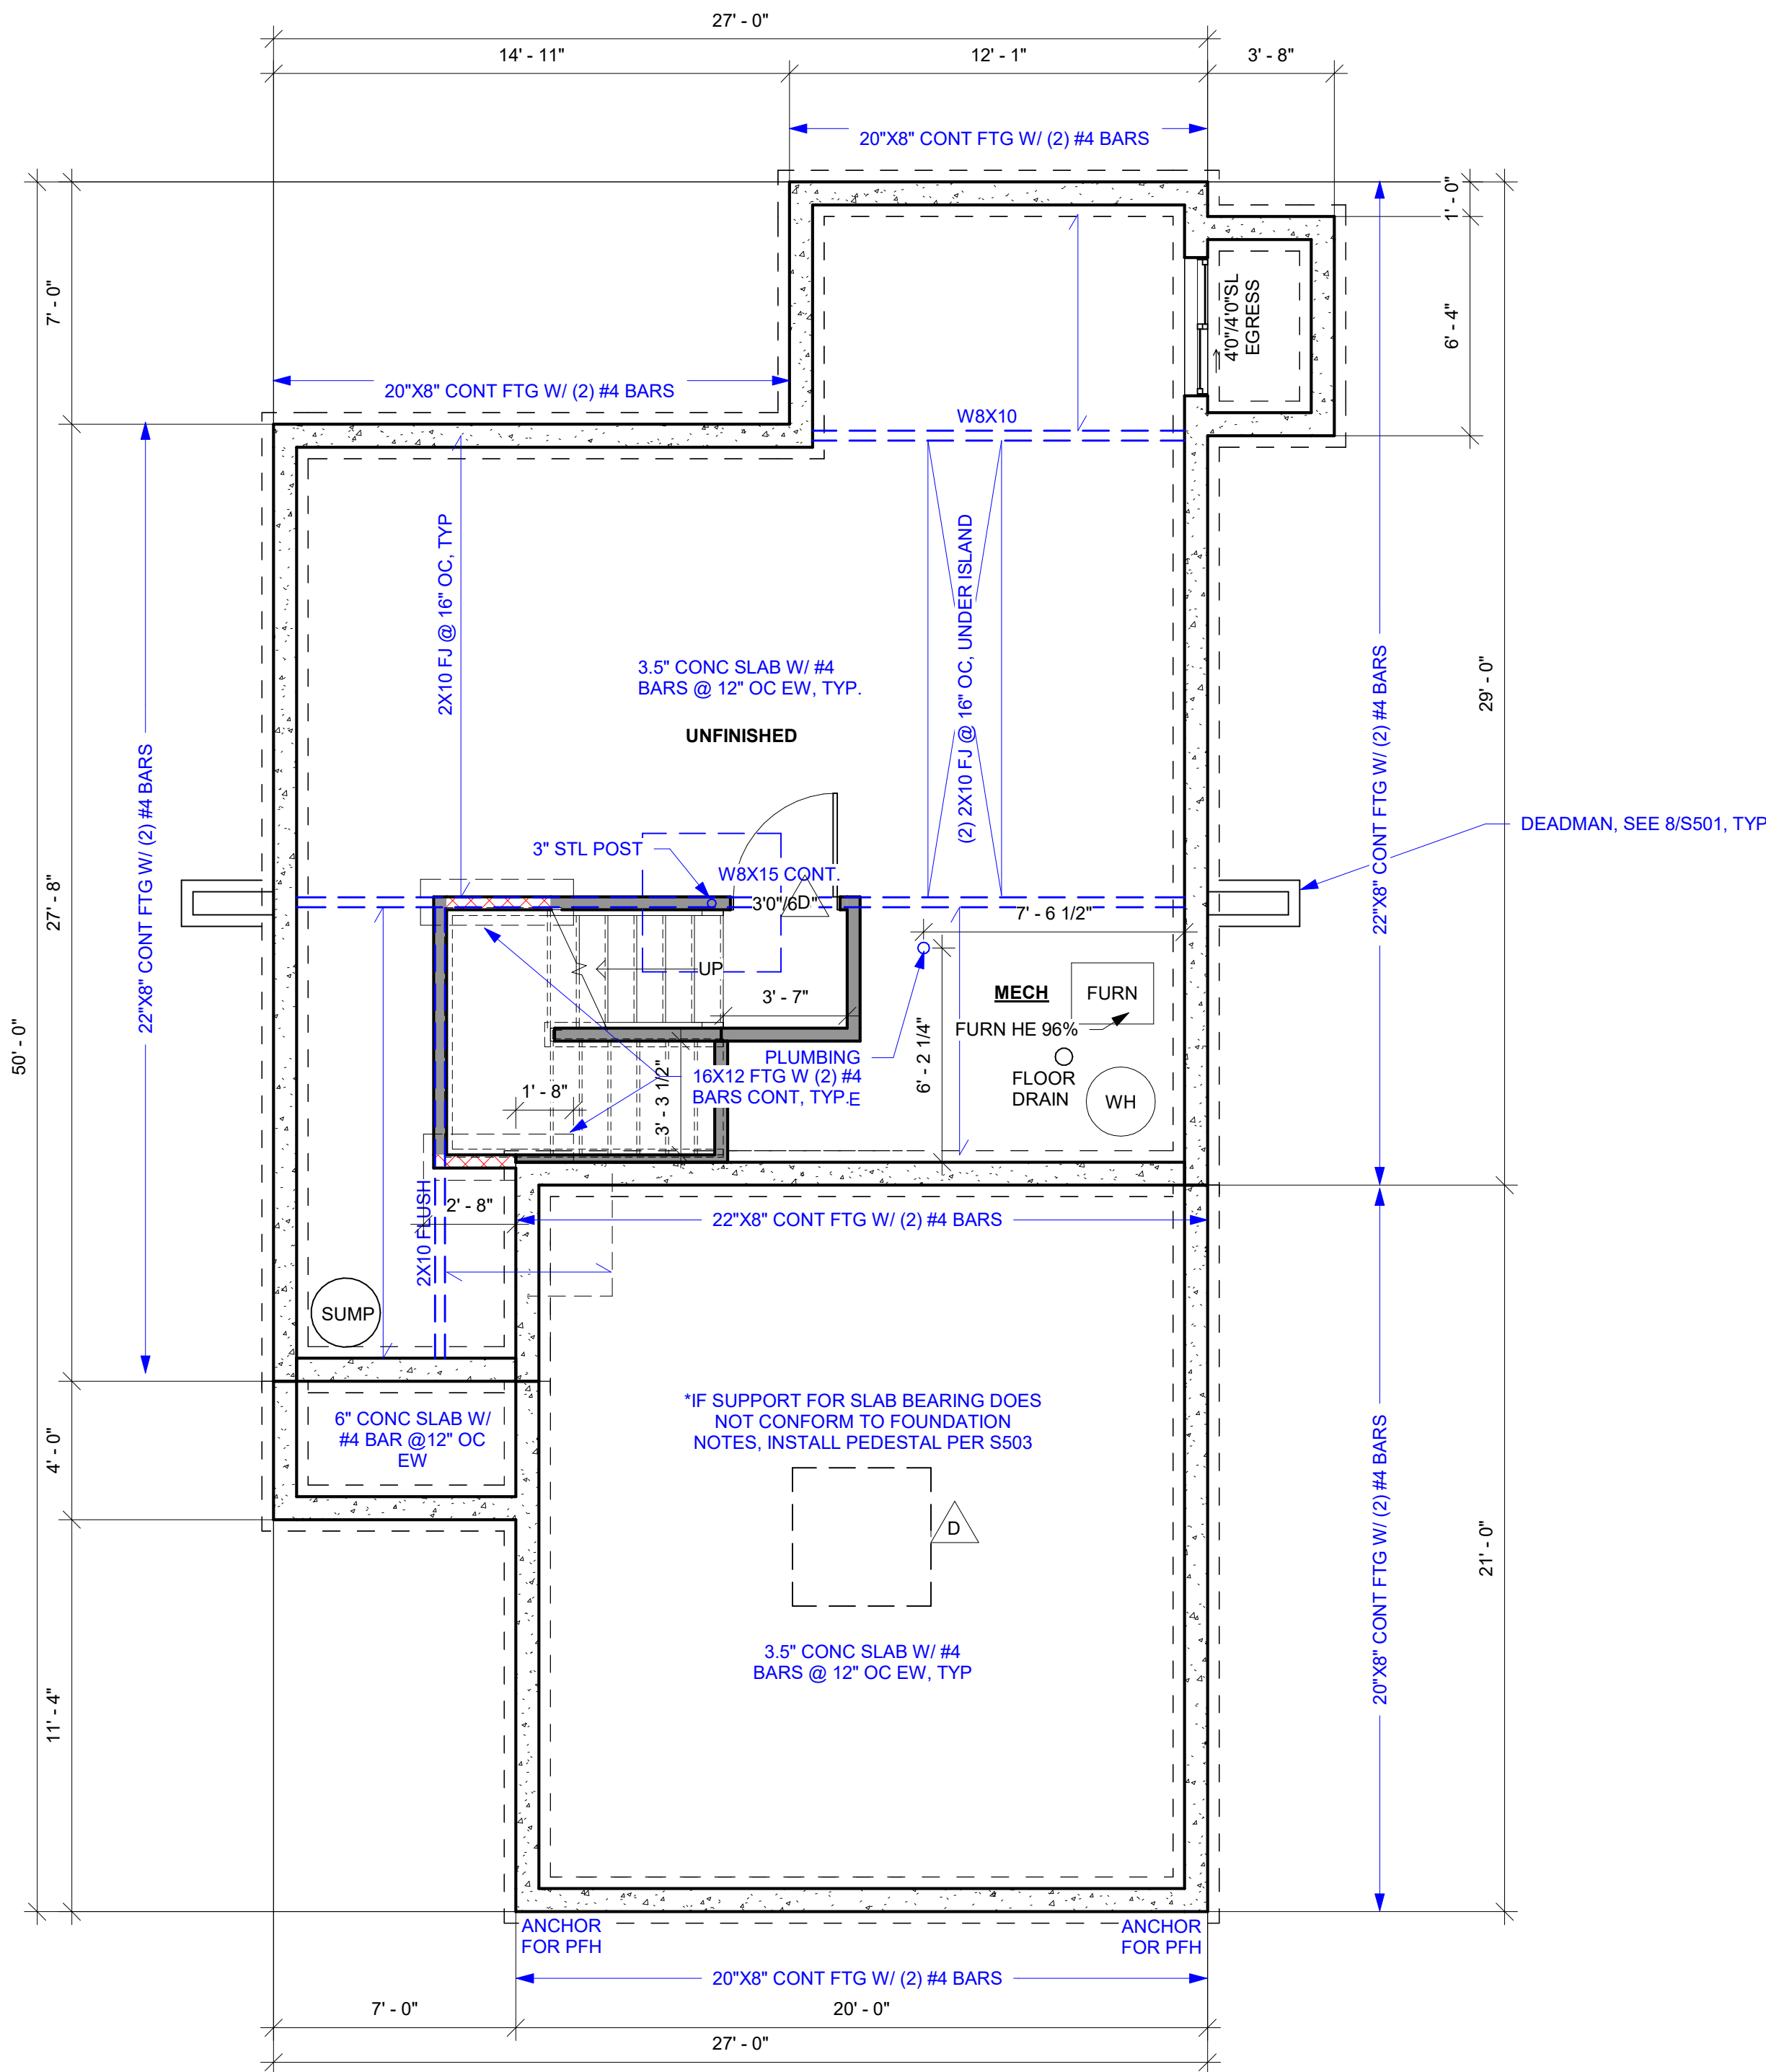 27' - 0"
14' - 11"
12' - 1"
3' - 8"
20"X8" CONT FTG W/ (2) #4 BARS
1' - 0"
7' - 0"
4'0"/4'0"SL
EGRESS
6' - 4"
20"X8" CONT FTG W/ (2) #4 BARS
W8X10
2X10 FJ @ 16" OC, TYP
(2) 2X10 FJ @ 16" OC, UNDER ISLAND
3.5" CONC SLAB W/ #4
BARS @ 12" OC EW, TYP.
UNFINISHED
22"X8" CONT FTG W/ (2) #4 BARS
22"X8" CONT FTG W/ (2) #4 BARS
29' - 0"
27' - 8"
50' - 0"
DEADMAN, SEE 8/S501, TYP
3" STL POST
W8X15 CONT.
3'0"/6
D
7' - 6 1/2"
UP
3' - 7"
MECH
FURN
FURN HE 96%
6' - 2 1/4"
PLUMBING
16X12 FTG W (2) #4
BARS CONT, TYP.
E
FLOOR
DRAIN
WH
1' - 8"
3' - 3 1/2"
2' - 8"
2X10 FLUSH
22"X8" CONT FTG W/ (2) #4 BARS
SUMP
6" CONC SLAB W/
#4 BAR @12" OC
EW
4' - 0"
*IF SUPPORT FOR SLAB BEARING DOES
NOT CONFORM TO FOUNDATION
NOTES, INSTALL PEDESTAL PER S503
D
20"X8" CONT FTG W/ (2) #4 BARS
21' - 0"
11' - 4"
3.5" CONC SLAB W/ #4
BARS @ 12" OC EW, TYP
ANCHOR
FOR PFH
ANCHOR
FOR PFH
20"X8" CONT FTG W/ (2) #4 BARS
7' - 0"
20' - 0"
27' - 0"